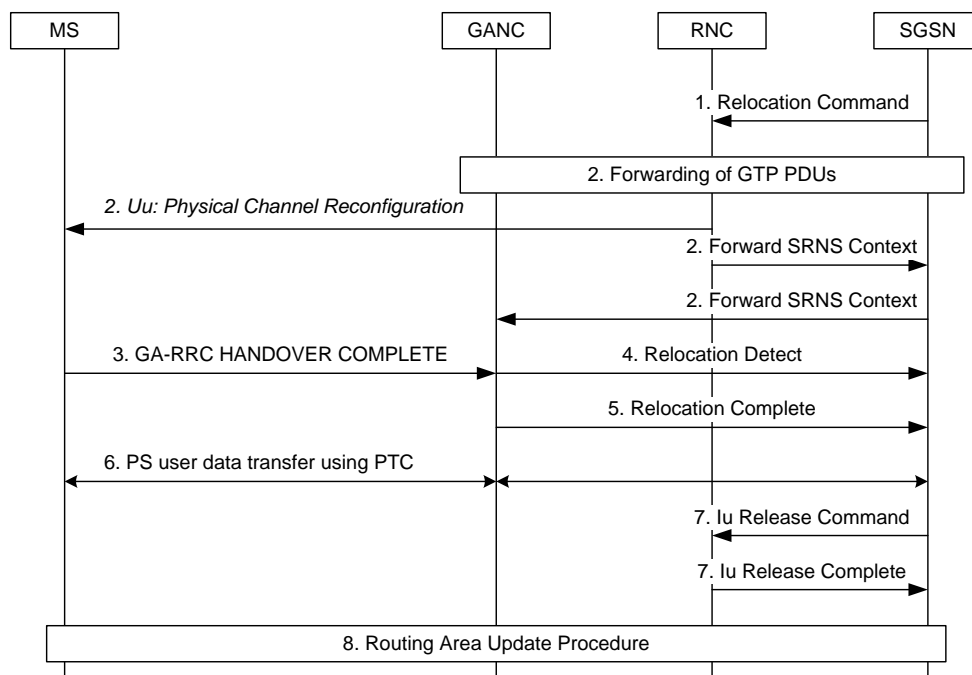 MS
GANC
RNC
SGSN
1. Relocation Command
2. Forwarding of GTP PDUs
2. Uu: Physical Channel Reconfiguration
2. Forward SRNS Context
2. Forward SRNS Context
3. GA-RRC HANDOVER COMPLETE
4. Relocation Detect
5. Relocation Complete
6. PS user data transfer using PTC
7. Iu Release Command
7. Iu Release Complete
8. Routing Area Update Procedure